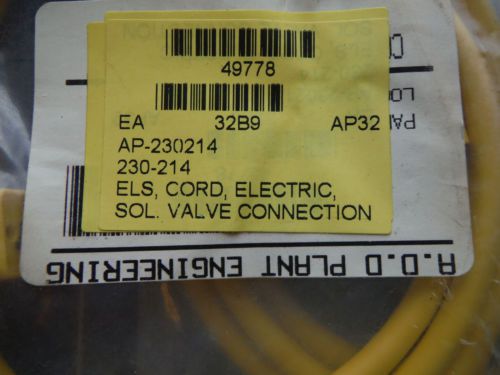 49778
EA 32B9 AP32
AP-230214
230-214
ELS, CORD, ELECTRIC,
SOL. VALVE CONNECTION
A.D.D PLANT ENGINEERING